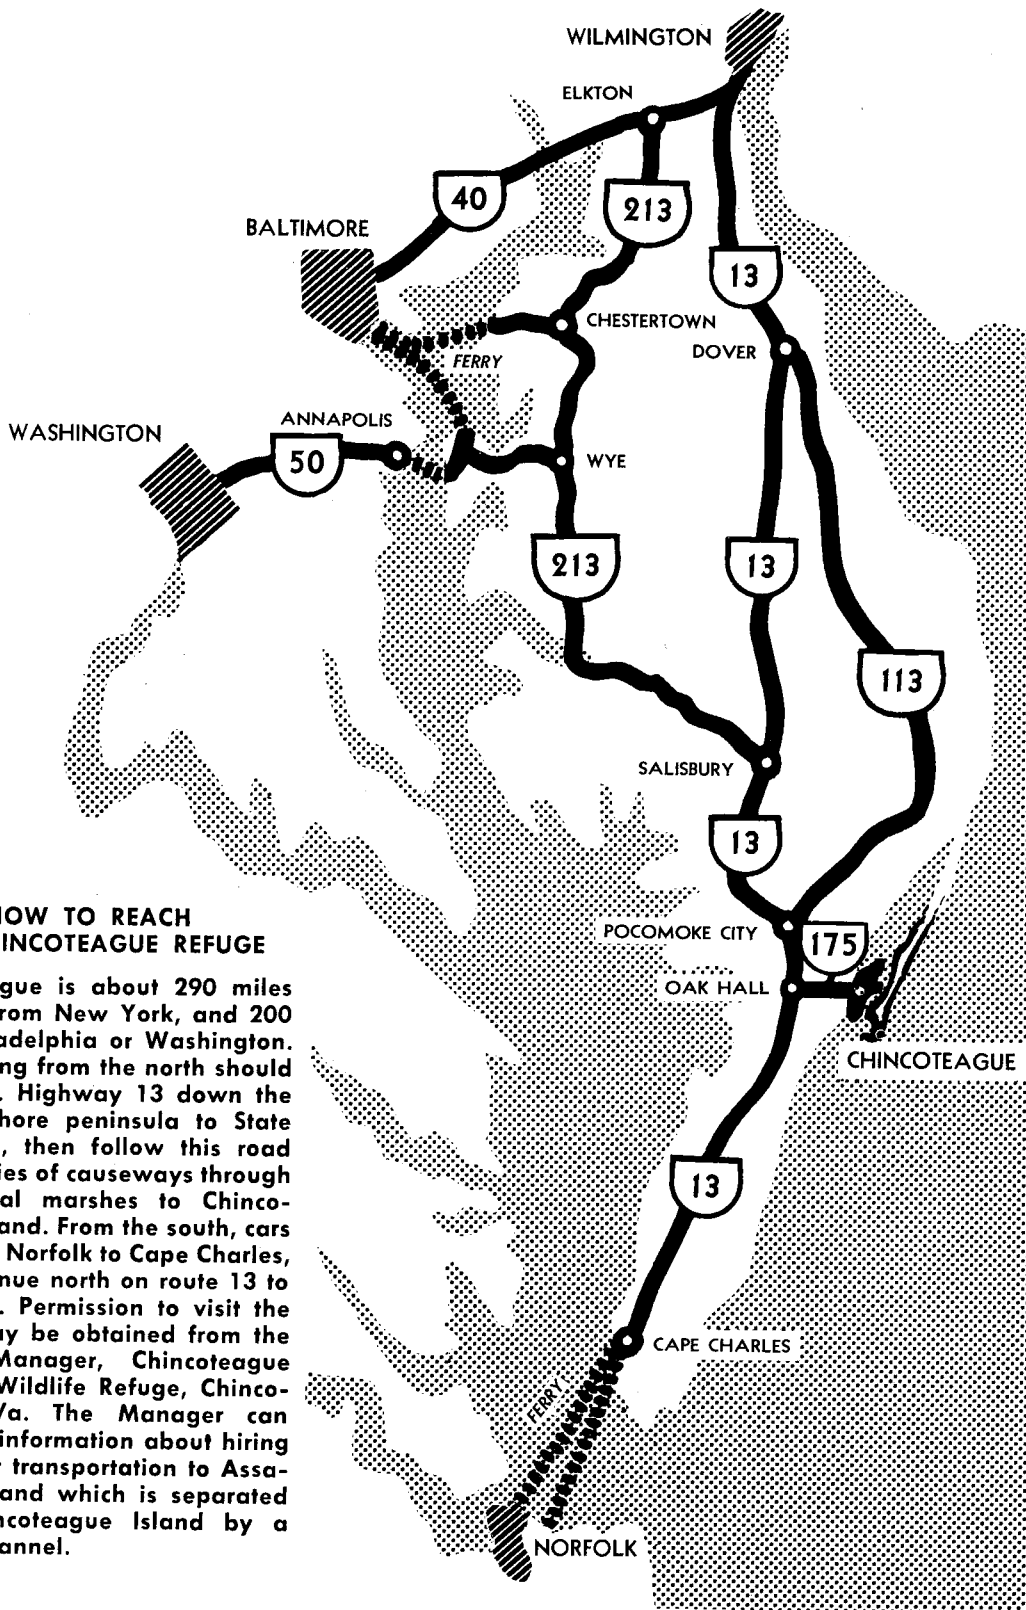 WILMINGTON
ELKTON
40
213
BALTIMORE
13
CHESTERTOWN
DOVER
FERRY
ANNAPOLIS
WASHINGTON
50
WYE
213
13
113
SALISBURY
13
POCOMOKE CITY
175
OAK HALL
CHINCOTEAGUE
13
CAPE CHARLES
FERRY
NORFOLK
OW TO REACH
INCOTEAGUE REFUGE
gue is about 290 miles
rom New York, and 200
adelphia or Washington.
ng from the north should
. Highway 13 down the
hore peninsula to State
, then follow this road
ies of causeways through
al marshes to Chinco-
and. From the south, cars
Norfolk to Cape Charles,
nue north on route 13 to
. Permission to visit the
ay be obtained from the
Manager, Chincoteague
Wildlife Refuge, Chinco-
Va. The Manager can
information about hiring
r transportation to Assa-
and which is separated
ncoteague Island by a
annel.